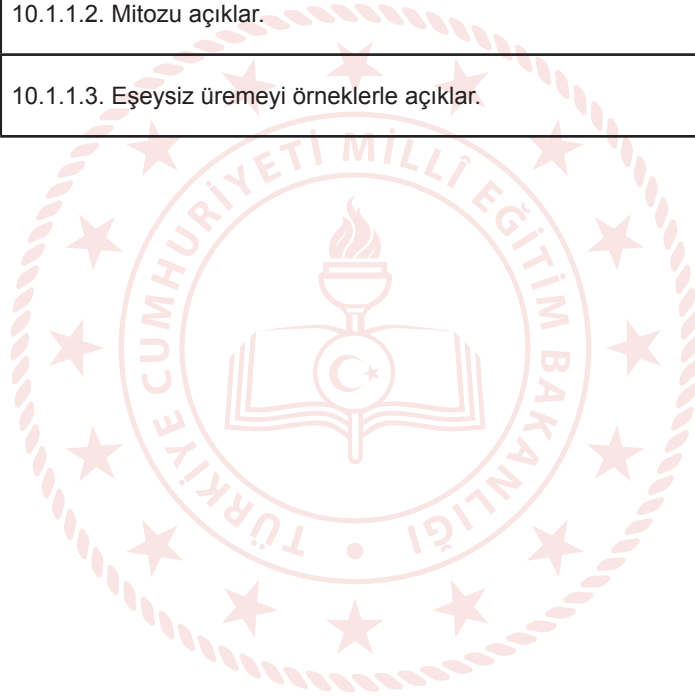 10.1.1.2. Mitozu açıklar.
10.1.1.3. Eşeysiz üremeyi örneklerle açıklar.
TÜRKİYE CUMHURİYETİ MİLLÎ EĞİTİM BAKANLIĞI